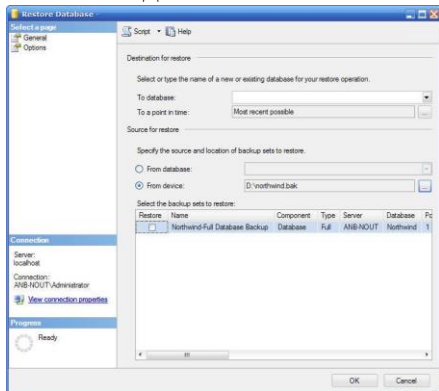 Restore Database -
Select a page
General
Options
Script
Help
Destination for restore
Select or type the name of a new or existing database for your restore operation.
To database:
To a point in time:
Most recent possible
...
Source for restore
Specify the source and location of backup sets to restore.
From database:
From device:
D:\northwind.bak
...
Select the backup sets to restore:
Restore Name Component Type Server Database
Northwind-Full Database Backup Database Full ANB-NOUT Northwind 1
Connection
Server:
localhost
Connection:
ANB-NOUT\Administrator
View connection properties
Progress
Ready
OK
Cancel